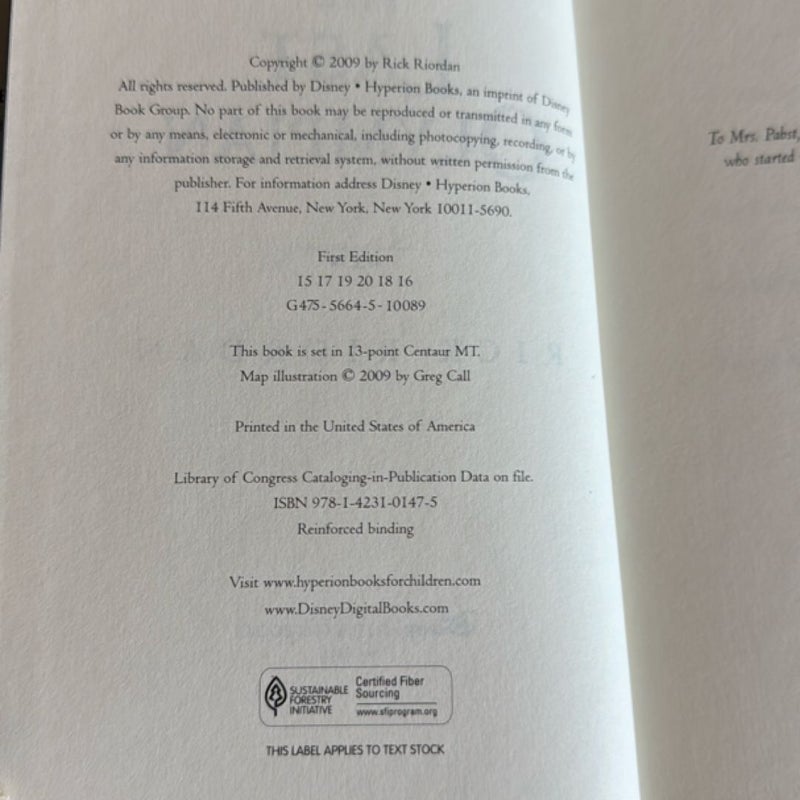 Copyright © 2009 by Rick Riordan
All rights reserved. Published by Disney • Hyperion Books, an imprint of Disney
Book Group. No part of this book may be reproduced or transmitted in any form
or by any means, electronic or mechanical, including photocopying, recording, or by
any information storage and retrieval system, without written permission from the
publisher. For information address Disney • Hyperion Books,
114 Fifth Avenue, New York, New York 10011-5690.
First Edition
15 17 19 20 18 16
G475-5664-5-10089
This book is set in 13-point Centaur MT.
Map illustration © 2009 by Greg Call
Printed in the United States of America
Library of Congress Cataloging-in-Publication Data on file.
ISBN 978-1-4231-0147-5
Reinforced binding
Visit www.hyperionbooksforchildren.com
www.DisneyDigitalBooks.com
SUSTAINABLE
FORESTRY
INITIATIVE
Certified Fiber
Sourcing
www.sfiprogram.org
THIS LABEL APPLIES TO TEXT STOCK
To Mrs. Pabst,
who started